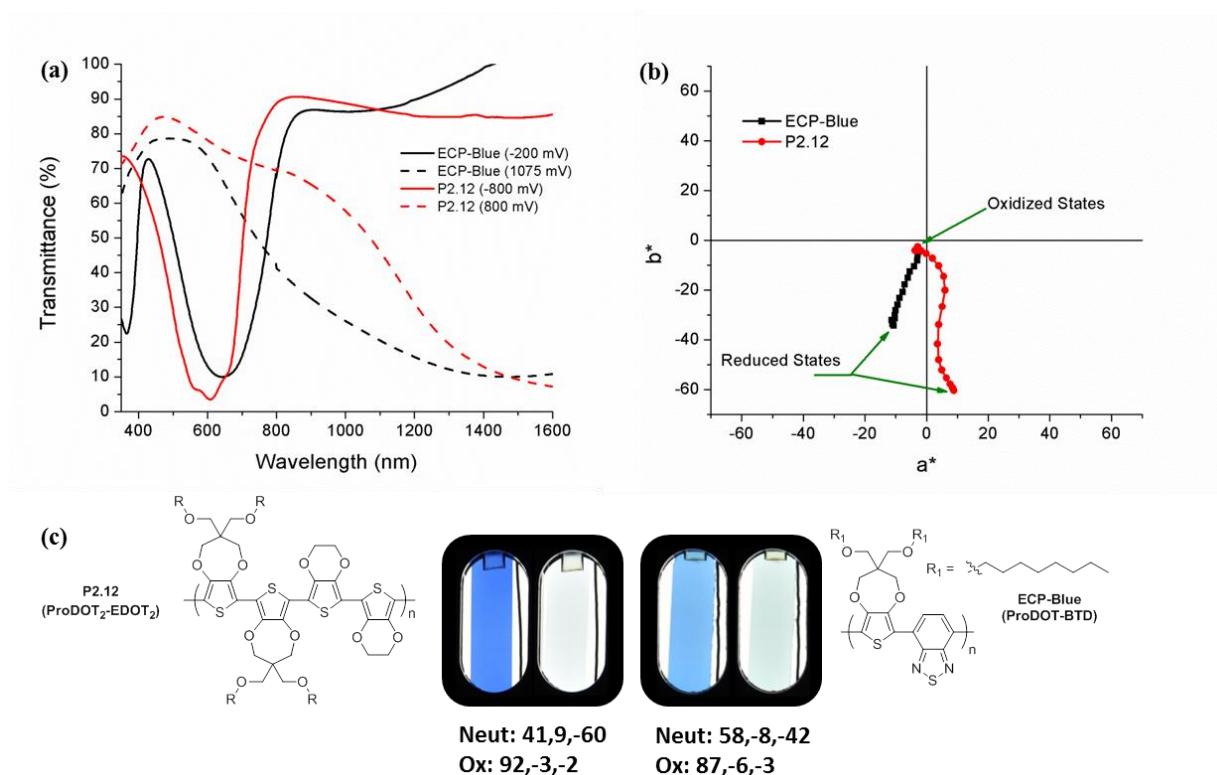 (a)
100
90
80
70
60
50
40
30
20
10
0
Transmittance (%)
400
600
800
1000
1200
1400
1600
Wavelength (nm)
ECP-Blue (-200 mV)
ECP-Blue (1075 mV)
P2.12 (-800 mV)
P2.12 (800 mV)
(b)
60
40
20
0
-20
-40
-60
b*
-60
-40
-20
0
20
40
60
a*
ECP-Blue
P2.12
Oxidized States
Reduced States
(c)
P2.12
(ProDOT2-EDOT2)
R
R
O
O
O
O
O
O
S
S
S
S
n
O
O
O
O
O
O
R
R
Neut: 41,9,-60
Ox: 92,-3,-2
Neut: 58,-8,-42
Ox: 87,-6,-3
R1
R1
O
O
O
O
S
n
N
N
S
R1 =
ECP-Blue
(ProDOT-BTD)